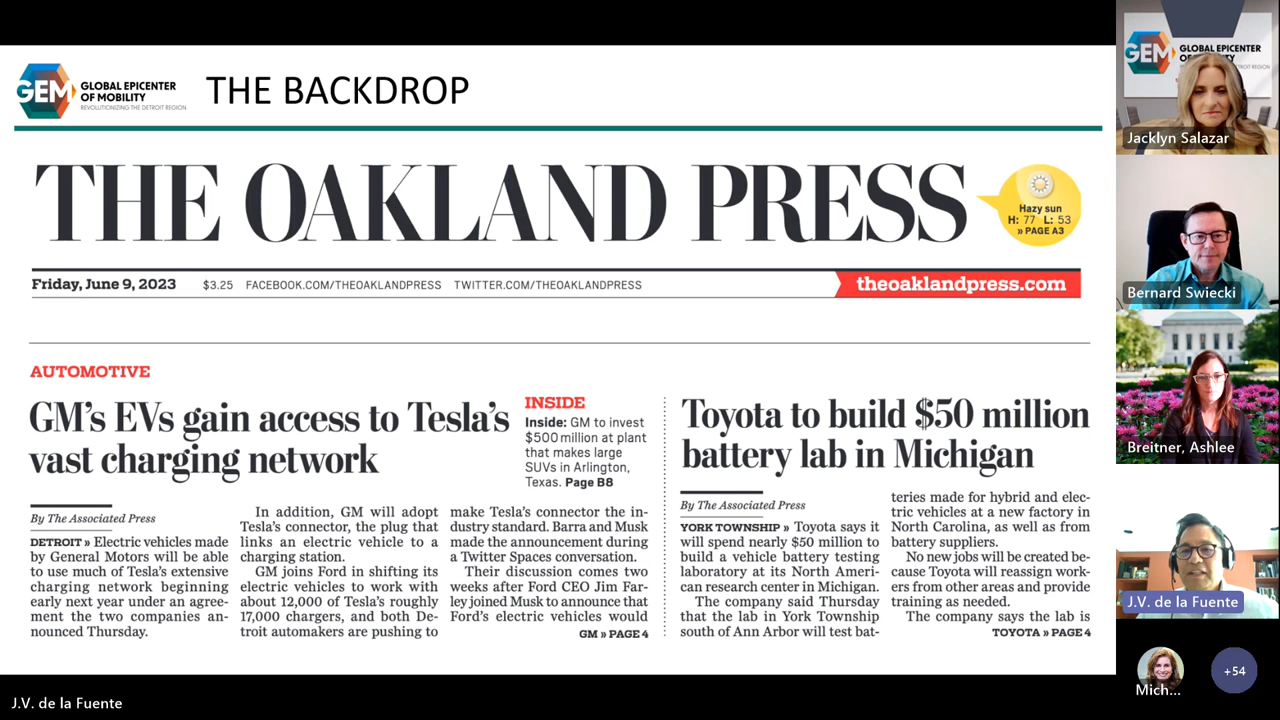 GEM
GLOBAL EPICENTER
OF MOBILITY
REVOLUTIONIZING THE DETROIT REGION
THE BACKDROP
THE OAKLAND PRESS
Hazy sun
H: 77 L: 53
» PAGE A3
Friday, June 9, 2023 $3.25 FACEBOOK.COM/THEOAKLANDPRESS TWITTER.COM/THEOAKLANDPRESS
theoaklandpress.com
AUTOMOTIVE
GM's EVs gain access to Tesla's
vast charging network
By The Associated Press
DETROIT » Electric vehicles made
by General Motors will be able
to use much of Tesla's extensive
charging network beginning
early next year under an agree-
ment the two companies an-
nounced Thursday.
In addition, GM will adopt
Tesla's connector, the plug that
links an electric vehicle to a
charging station.
GM joins Ford in shifting its
electric vehicles to work with
about 12,000 of Tesla's roughly
17,000 chargers, and both De-
troit automakers are pushing to
INSIDE
Inside: GM to invest
$500 million at plant
that makes large
SUVs in Arlington,
Texas. Page B8
make Tesla's connector the in-
dustry standard. Barra and Musk
made the announcement during
a Twitter Spaces conversation.
Their discussion comes two
weeks after Ford CEO Jim Far-
ley joined Musk to announce that
Ford's electric vehicles would
GM » PAGE 4
Toyota to build $50 million
battery lab in Michigan
By The Associated Press
YORK TOWNSHIP » Toyota says it
will spend nearly $50 million to
build a vehicle battery testing
laboratory at its North Ameri-
can research center in Michigan.
The company said Thursday
that the lab in York Township
south of Ann Arbor will test bat-
teries made for hybrid and elec-
tric vehicles at a new factory in
North Carolina, as well as from
battery suppliers.
No new jobs will be created be-
cause Toyota will reassign work-
ers from other areas and provide
training as needed.
The company says the lab is
TOYOTA » PAGE 4
GEM
GLOBAL EPICENTER
Jacklyn Salazar
Bernard Swiecki
Breitner, Ashlee
J.V. de la Fuente
Mich...
+54
J.V. de la Fuente